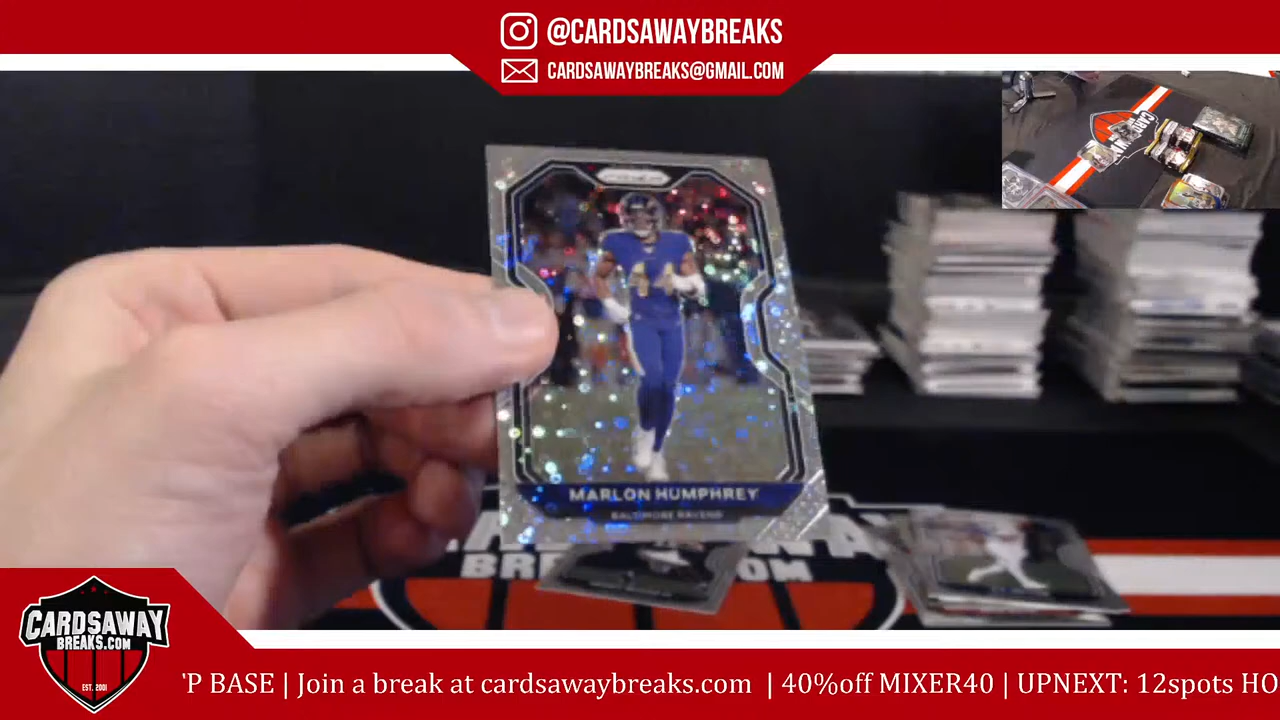 @CARDSAWAYBREAKS
CARDSAWAYBREAKS@GMAIL.COM
44
MARLON HUMPHREY
BALTIMORE RAVENS
CARDSAWAY
BREAKS.COM
EST. 2001
'P BASE | Join a break at cardsawaybreaks.com | 40%off MIXER40 | UPNEXT: 12spots HO